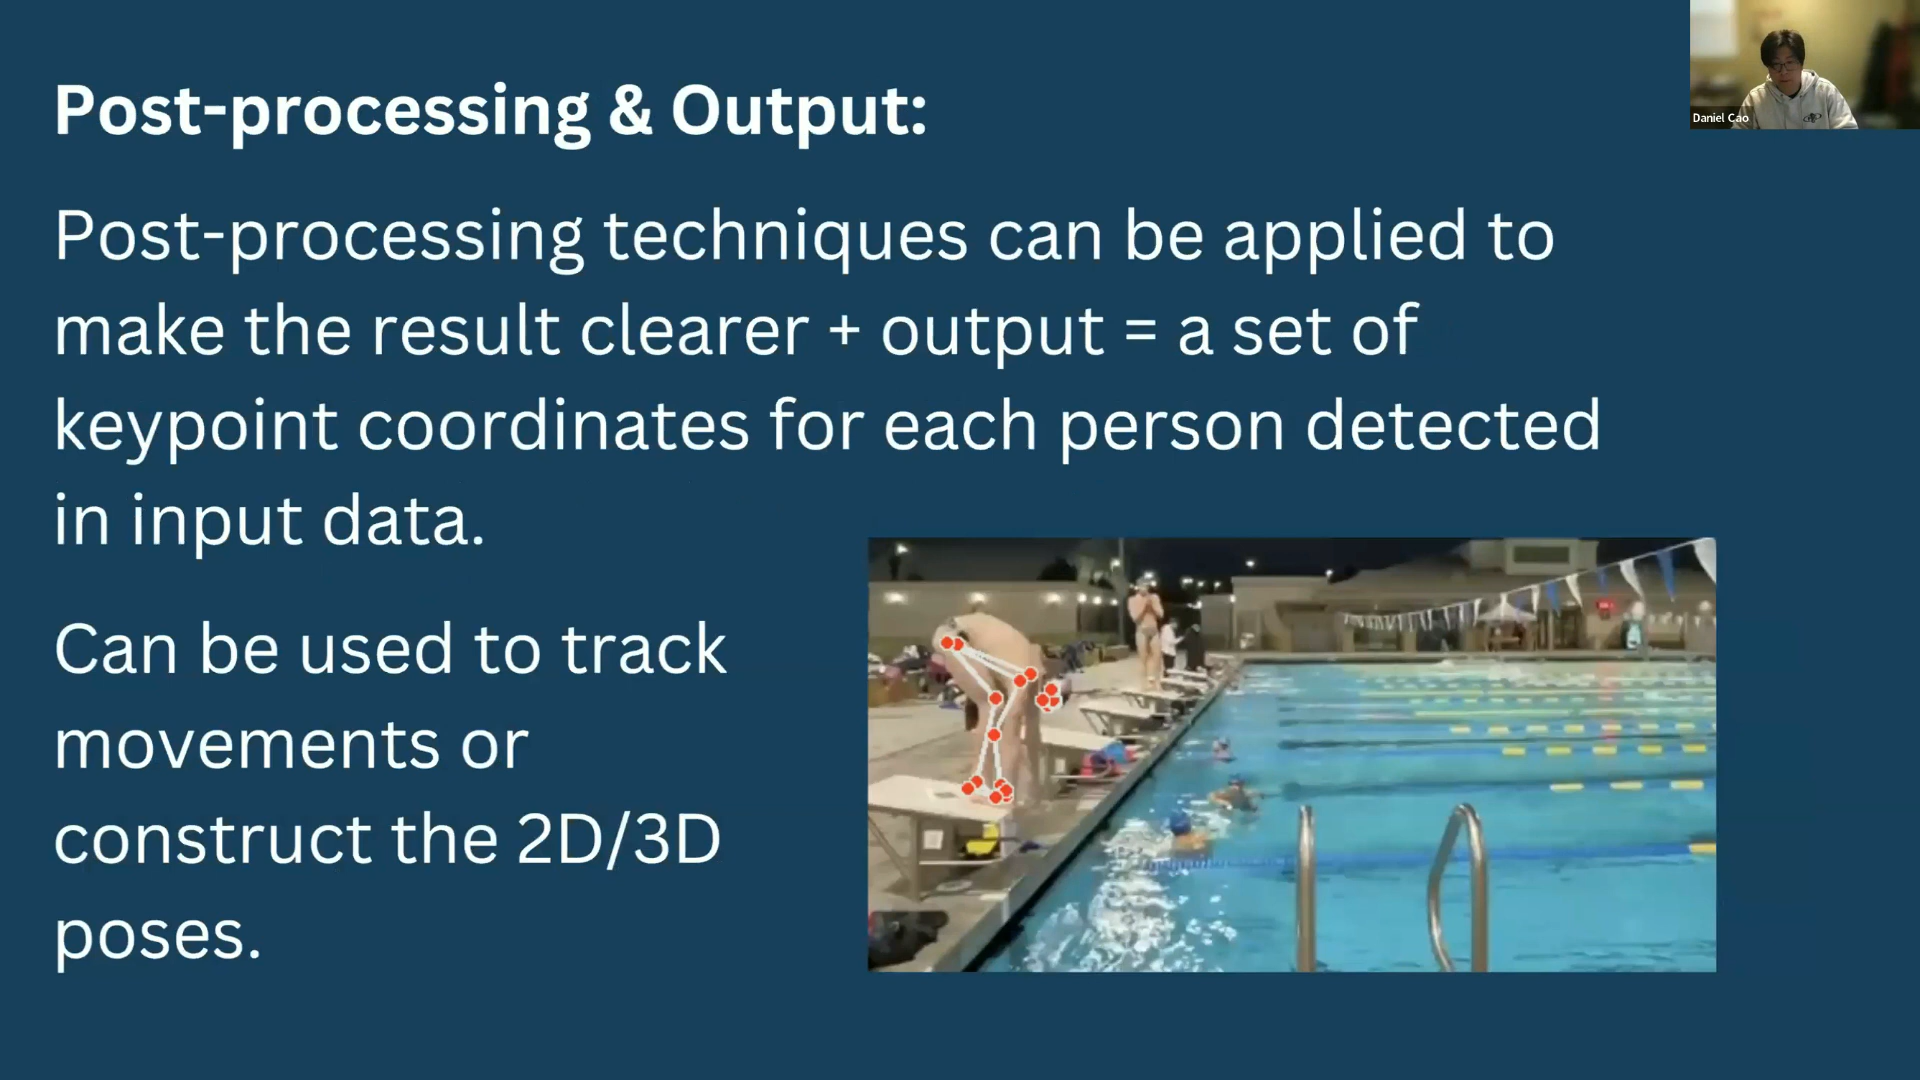 Post-processing & Output:
Post-processing techniques can be applied to
make the result clearer + output = a set of
keypoint coordinates for each person detected
in input data.
Can be used to track
movements or
construct the 2D/3D
poses.
Daniel Cao